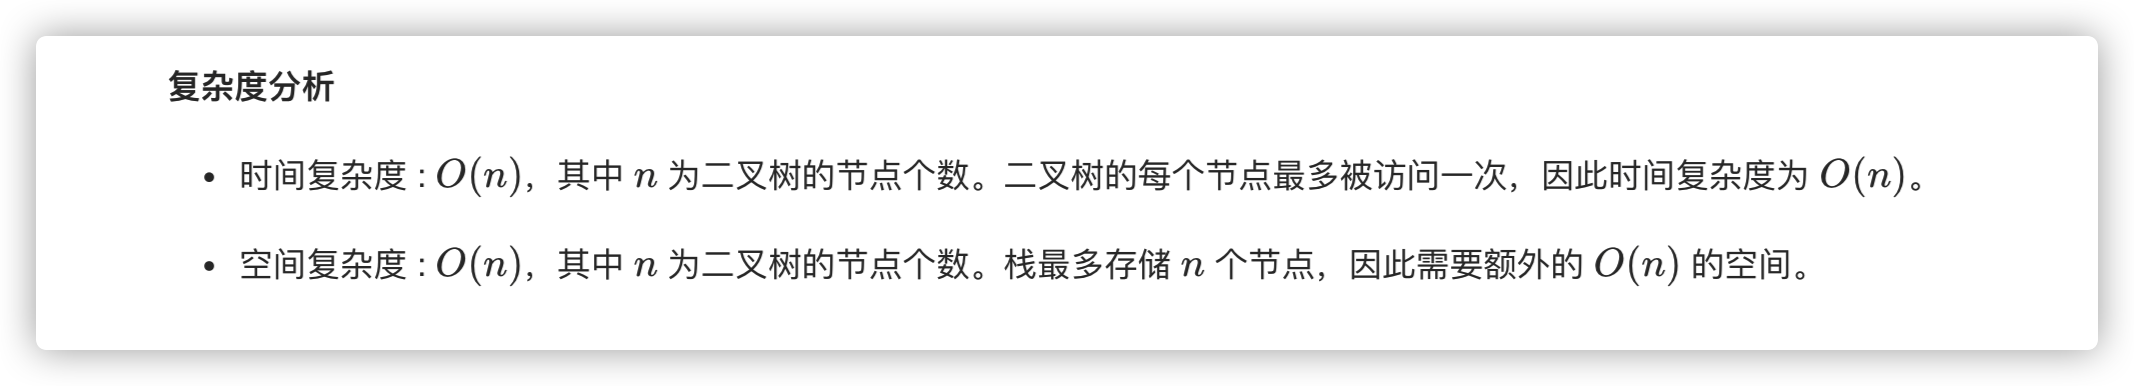 复杂度分析
• 时间复杂度 : O(n)，其中 n 为二叉树的节点个数。二叉树的每个节点最多被访问一次，因此时间复杂度为 O(n)。
• 空间复杂度 : O(n)，其中 n 为二叉树的节点个数。栈最多存储 n 个节点，因此需要额外的 O(n) 的空间。